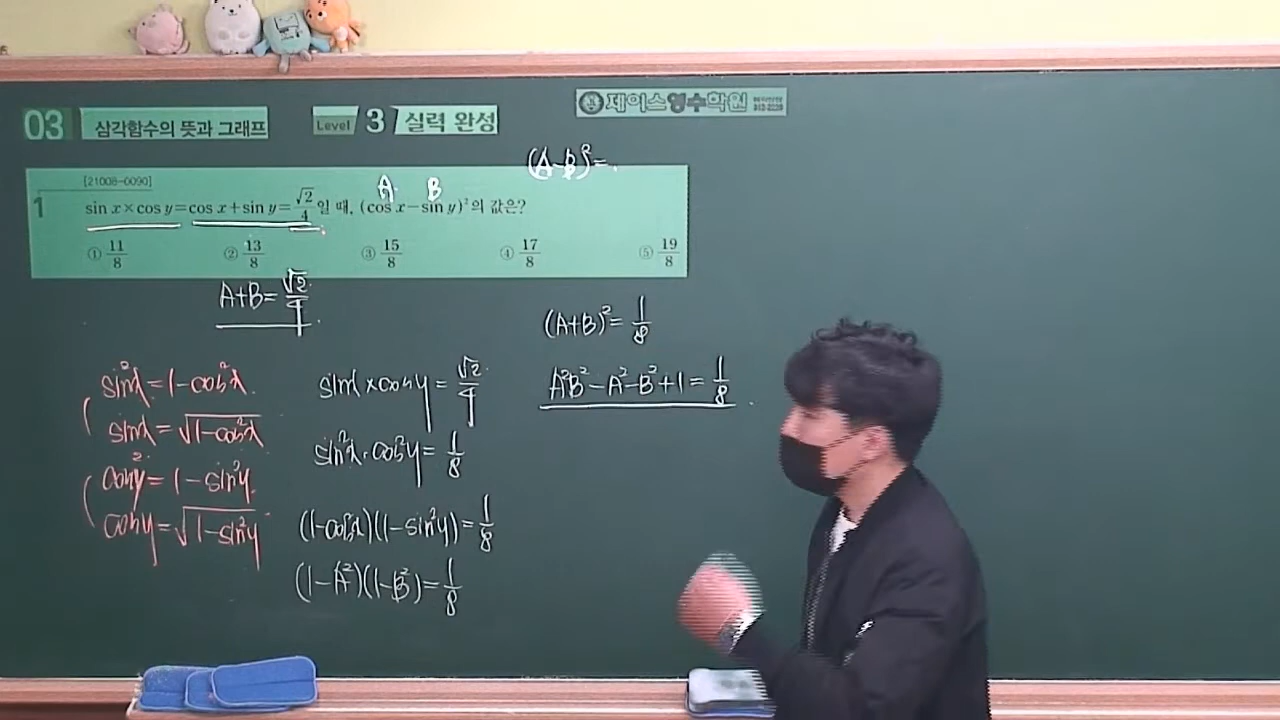 03 삼각함수의 뜻과 그래프 Level 3 실력 완성
제이스영수학원
(A-B)²=
[21008-0090]
A B
1 sin x×cos y=cos x+sin y=√2/4일 때, (cos x-sin y)²의 값은?
① 11/8 ② 13/8 ③ 15/8 ④ 17/8 ⑤ 19/8
A+B=√2/4
sin²x=1-cos²x
sinx=√(1-cos²x)
cosy²=1-sin²y
cosy=√(1-sin²y)
sinx×cosy=√2/4
sin²x·cos²y=1/8
(1-cos²x)(1-sin²y)=1/8
(1-A²)(1-B²)=1/8
(A+B)²=1/8
A²B²-A²-B²+1=1/8